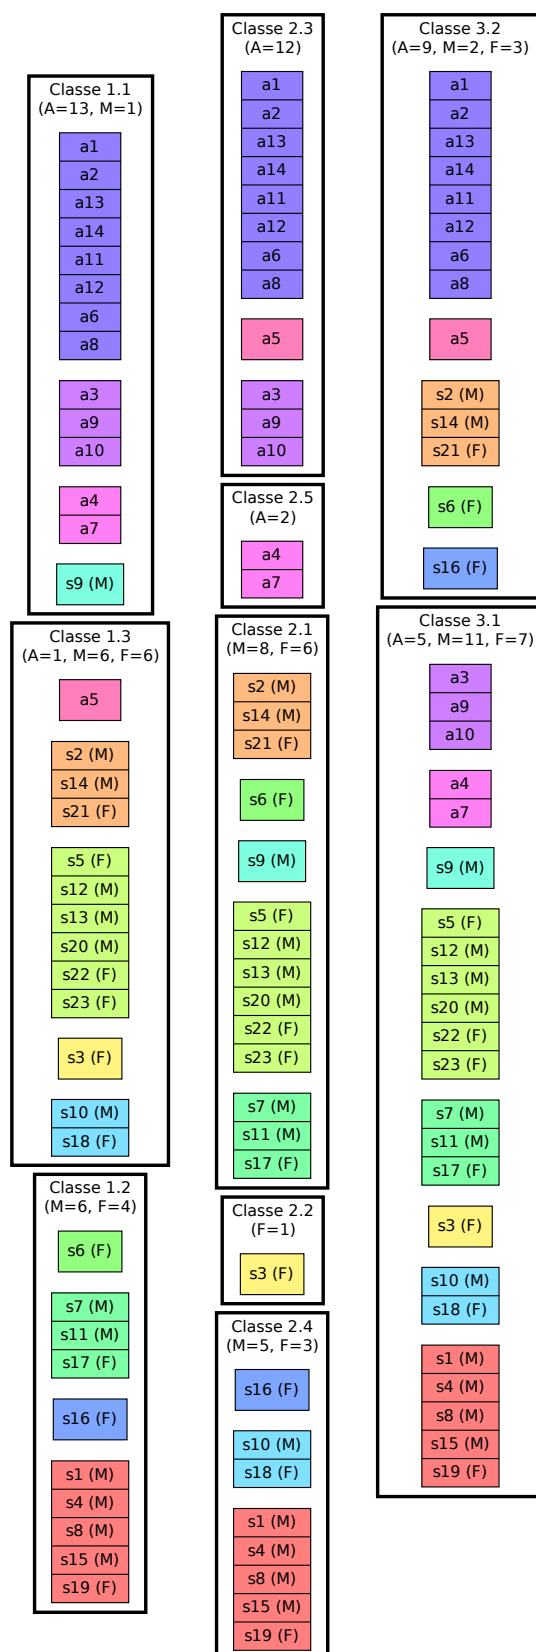 Classe 1.1
(A=13, M=1)
a1
a2
a13
a14
a11
a12
a6
a8
a3
a9
a10
a4
a7
s9 (M)
Classe 1.3
(A=1, M=6, F=6)
a5
s2 (M)
s14 (M)
s21 (F)
s5 (F)
s12 (M)
s13 (M)
s20 (M)
s22 (F)
s23 (F)
s3 (F)
s10 (M)
s18 (F)
Classe 1.2
(M=6, F=4)
s6 (F)
s7 (M)
s11 (M)
s17 (F)
s16 (F)
s1 (M)
s4 (M)
s8 (M)
s15 (M)
s19 (F)
Classe 2.3
(A=12)
a1
a2
a13
a14
a11
a12
a6
a8
a5
a3
a9
a10
Classe 2.5
(A=2)
a4
a7
Classe 2.1
(M=8, F=6)
s2 (M)
s14 (M)
s21 (F)
s6 (F)
s9 (M)
s5 (F)
s12 (M)
s13 (M)
s20 (M)
s22 (F)
s23 (F)
s7 (M)
s11 (M)
s17 (F)
Classe 2.2
(F=1)
s3 (F)
Classe 2.4
(M=5, F=3)
s16 (F)
s10 (M)
s18 (F)
s1 (M)
s4 (M)
s8 (M)
s15 (M)
s19 (F)
Classe 3.2
(A=9, M=2, F=3)
a1
a2
a13
a14
a11
a12
a6
a8
a5
s2 (M)
s14 (M)
s21 (F)
s6 (F)
s16 (F)
Classe 3.1
(A=5, M=11, F=7)
a3
a9
a10
a4
a7
s9 (M)
s5 (F)
s12 (M)
s13 (M)
s20 (M)
s22 (F)
s23 (F)
s7 (M)
s11 (M)
s17 (F)
s3 (F)
s10 (M)
s18 (F)
s1 (M)
s4 (M)
s8 (M)
s15 (M)
s19 (F)